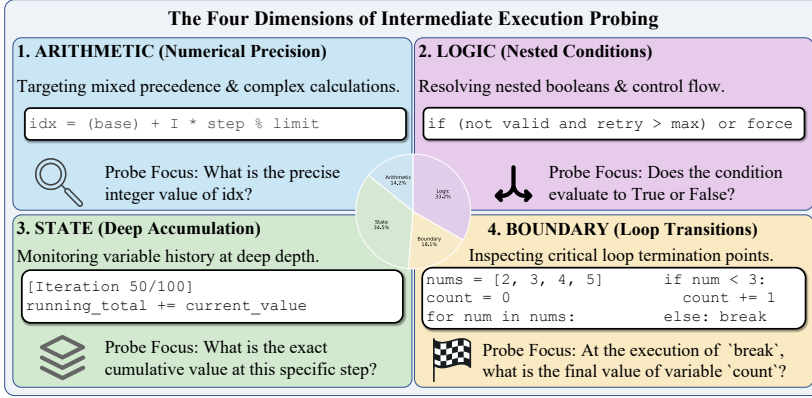 The Four Dimensions of Intermediate Execution Probing
1. ARITHMETIC (Numerical Precision)
Targeting mixed precedence & complex calculations.
idx = (base) + I * step % limit
Probe Focus: What is the precise
integer value of idx?
2. LOGIC (Nested Conditions)
Resolving nested booleans & control flow.
if (not valid and retry > max) or force
Probe Focus: Does the condition
evaluate to True or False?
Arithmetic
14.2%
Logic
33.2%
State
34.5%
Boundary
18.1%
3. STATE (Deep Accumulation)
Monitoring variable history at deep depth.
[Iteration 50/100]
running_total += current_value
Probe Focus: What is the exact
cumulative value at this specific step?
4. BOUNDARY (Loop Transitions)
Inspecting critical loop termination points.
nums = [2, 3, 4, 5]
count = 0
for num in nums:
if num < 3:
count += 1
else: break
Probe Focus: At the execution of `break`,
what is the final value of variable `count`?